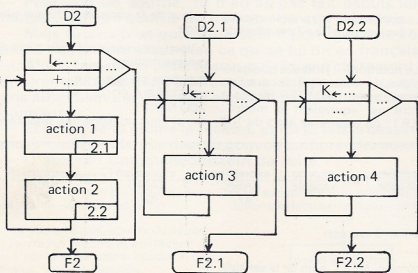 D2
I←...
+...
...
action 1
2.1
action 2
2.2
F2
D2.1
J←...
...
...
action 3
F2.1
D2.2
K←...
...
...
action 4
F2.2